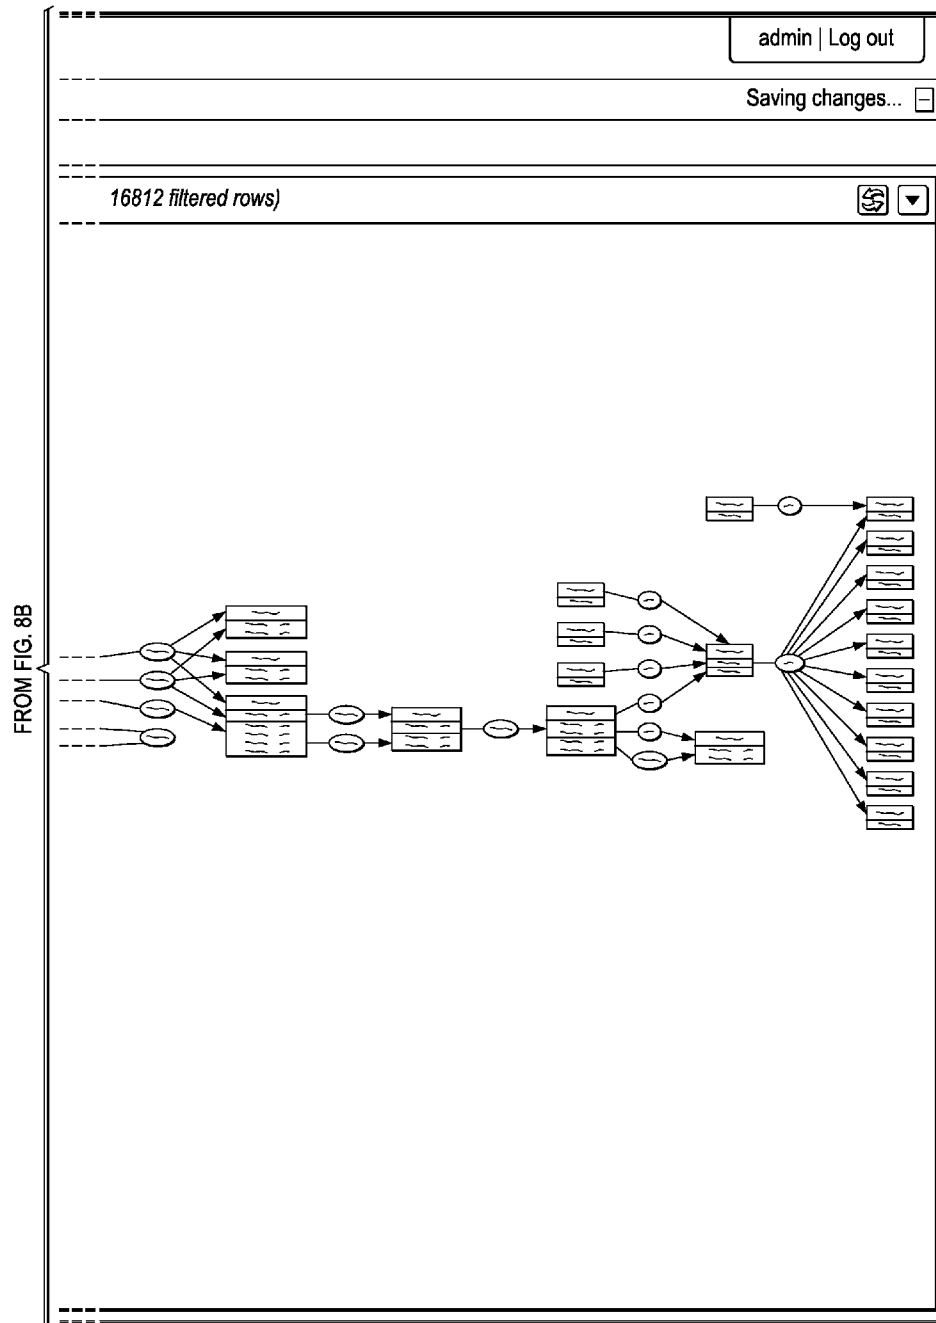 admin | Log out
Saving changes...
16812 filtered rows)
FROM FIG. 8B